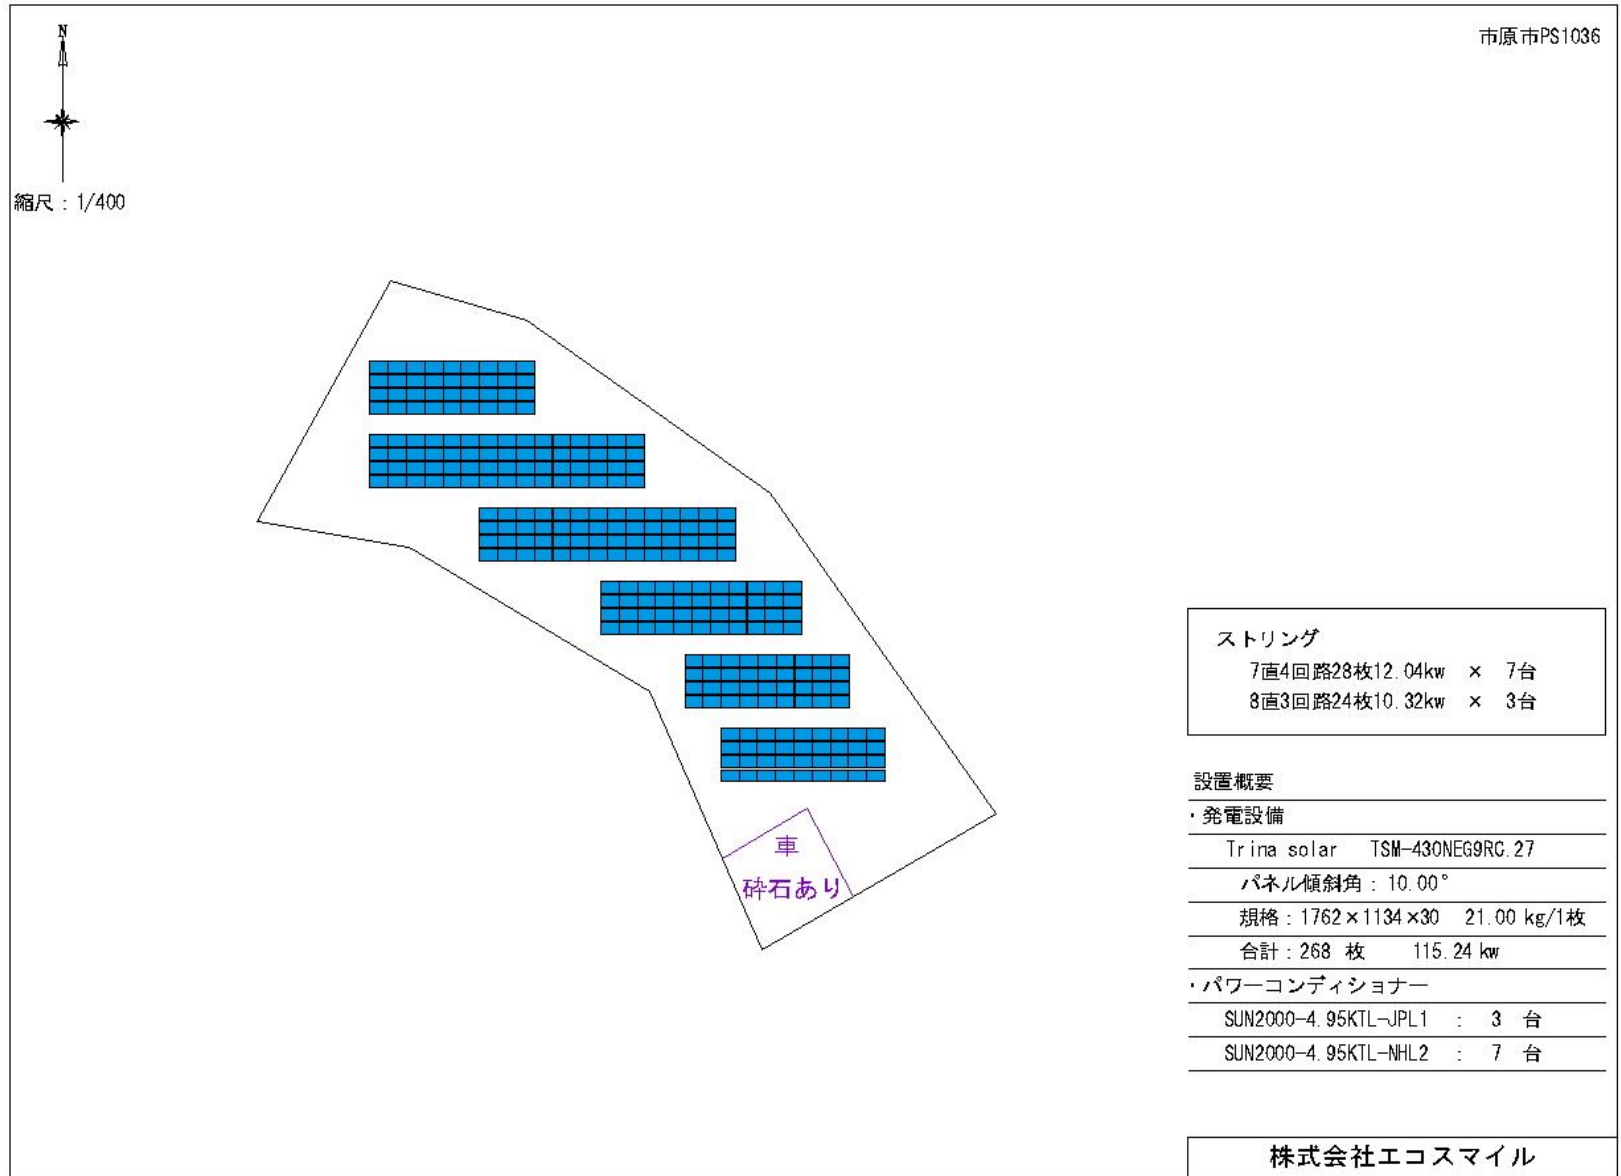 市原市PS1036
N
縮尺：1/400
ストリング
7直4回路28枚12.04kw × 7台
8直3回路24枚10.32kw × 3台
設置概要
・発電設備
Trina solar TSM-430NEG9RC.27
パネル傾斜角：10.00°
規格：1762×1134×30 21.00 kg/1枚
合計：268 枚 115.24 kw
・パワーコンディショナー
SUN2000-4.95KTL-JPL1 ： 3 台
SUN2000-4.95KTL-NHL2 ： 7 台
車
砕石あり
株式会社エコスマイル